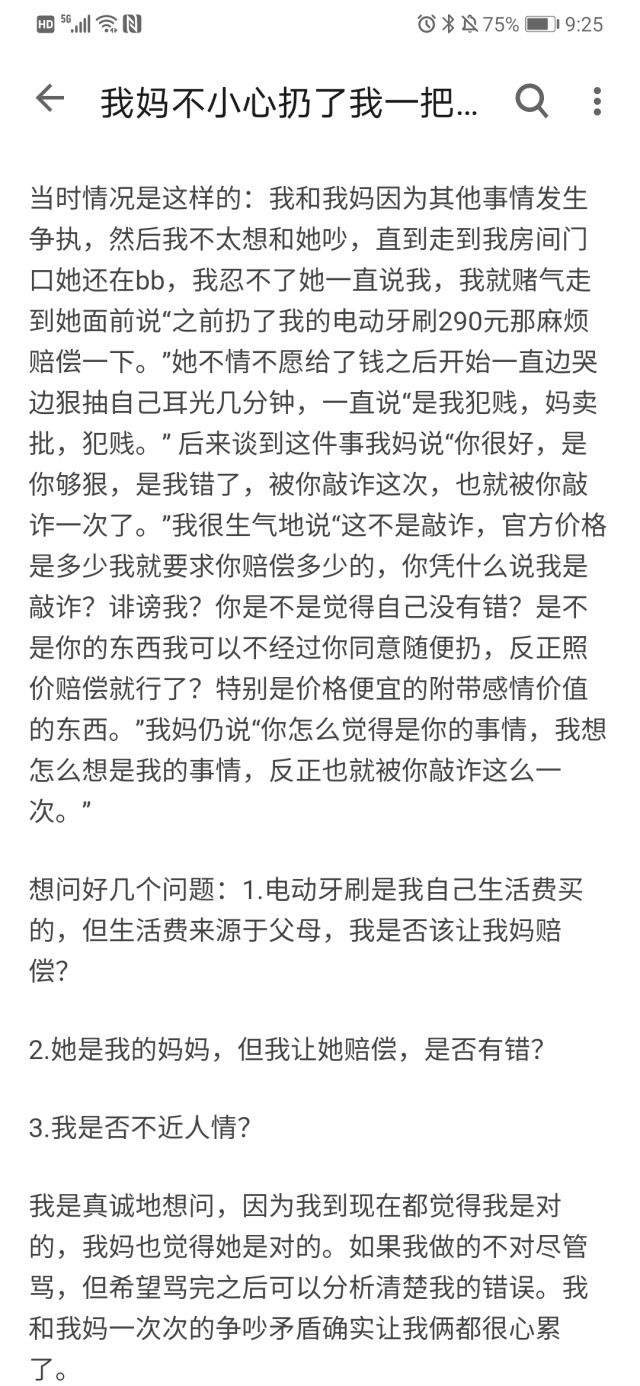 HD 5G 75% 9:25
我妈不小心扔了我一把...
当时情况是这样的：我和我妈因为其他事情发生
争执，然后我不太想和她吵，直到走到我房间门
口她还在bb，我忍不了她一直说我，我就赌气走
到她面前说“之前扔了我的电动牙刷290元那麻烦
赔偿一下。”她不情不愿给了钱之后开始一直边哭
边狠抽自己耳光几分钟，一直说“是我犯贱，妈卖
批，犯贱。” 后来谈到这件事我妈说“你很好，是
你够狠，是我错了，被你敲诈这次，也就被你敲
诈一次了。”我很生气地说“这不是敲诈，官方价格
是多少我就要求你赔偿多少的，你凭什么说我是
敲诈？诽谤我？你是不是觉得自己没有错？是不
是你的东西我可以不经过你同意随便扔，反正照
价赔偿就行了？特别是价格便宜的附带感情价值
的东西。”我妈仍说“你怎么觉得是你的事情，我想
怎么想是我的事情，反正也就被你敲诈这么一
次。”
想问好几个问题：1.电动牙刷是我自己生活费买
的，但生活费来源于父母，我是否该让我妈赔
偿？
2.她是我的妈妈，但我让她赔偿，是否有错？
3.我是否不近人情？
我是真诚地想问，因为我到现在都觉得我是对
的，我妈也觉得她是对的。如果我做的不对尽管
骂，但希望骂完之后可以分析清楚我的错误。我
和我妈一次次的争吵矛盾确实让我俩都很心累
了。